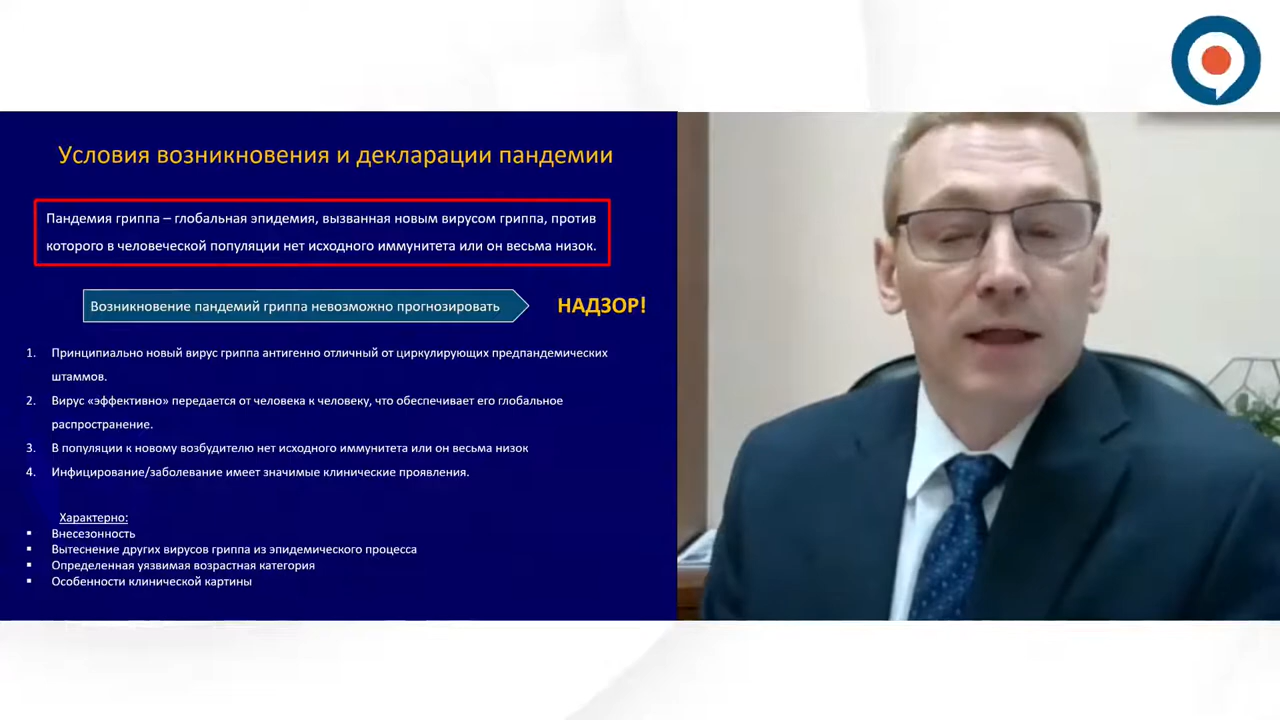 Условия возникновения и декларации пандемии
Пандемия гриппа – глобальная эпидемия, вызванная новым вирусом гриппа, против
которого в человеческой популяции нет исходного иммунитета или он весьма низок.
Возникновение пандемий гриппа невозможно прогнозировать
НАДЗОР!
1. Принципиально новый вирус гриппа антигенно отличный от циркулирующих предпандемических
штаммов.
2. Вирус «эффективно» передается от человека к человеку, что обеспечивает его глобальное
распространение.
3. В популяции к новому возбудителю нет исходного иммунитета или он весьма низок
4. Инфицирование/заболевание имеет значимые клинические проявления.
Характерно:
▪ Внесезонность
▪ Вытеснение других вирусов гриппа из эпидемического процесса
▪ Определенная уязвимая возрастная категория
▪ Особенности клинической картины